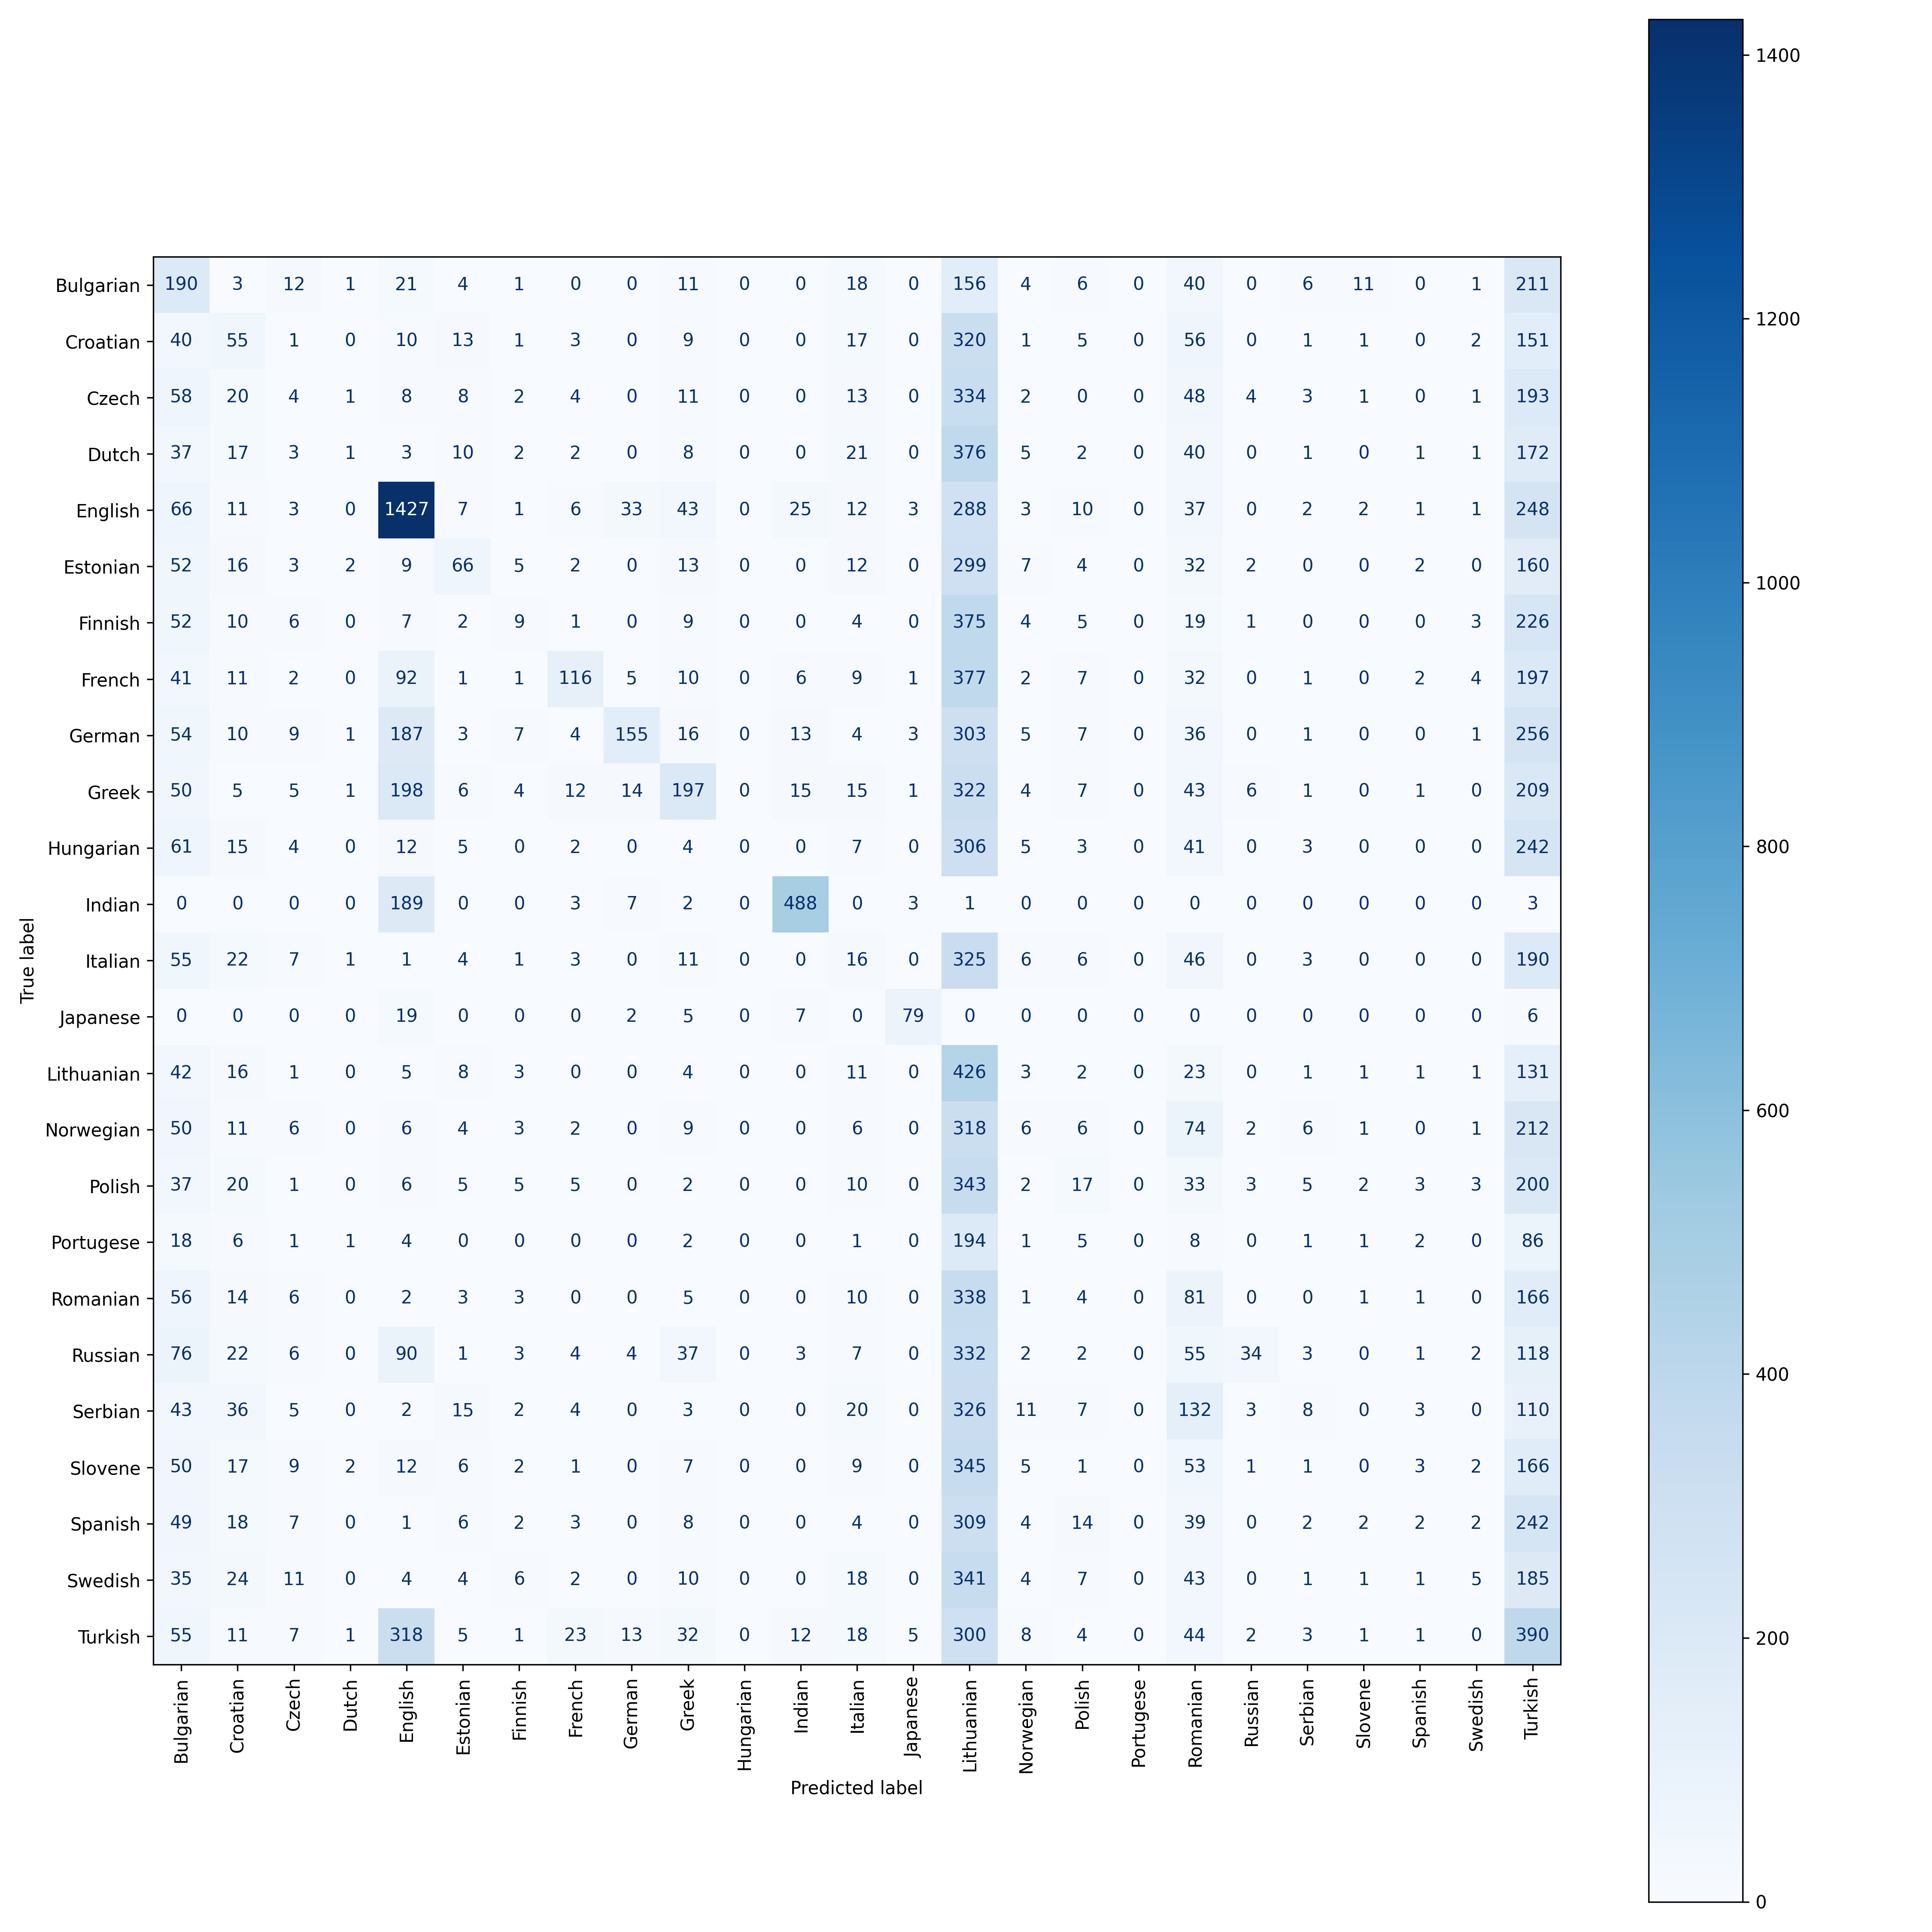 1400
1200
1000
800
600
400
200
0
Bulgarian 190 3 12 1 21 4 1 0 0 11 0 0 18 0 156 4 6 0 40 0 6 11 0 1 211
Croatian 40 55 1 0 10 13 1 3 0 9 0 0 17 0 320 1 5 0 56 0 1 1 0 2 151
Czech 58 20 4 1 8 8 2 4 0 11 0 0 13 0 334 2 0 0 48 4 3 1 0 1 193
Dutch 37 17 3 1 3 10 2 2 0 8 0 0 21 0 376 5 2 0 40 0 1 0 1 1 172
English 66 11 3 0 1427 7 1 6 33 43 0 25 12 3 288 3 10 0 37 0 2 2 1 1 248
Estonian 52 16 3 2 9 66 5 2 0 13 0 0 12 0 299 7 4 0 32 2 0 0 2 0 160
Finnish 52 10 6 0 7 2 9 1 0 9 0 0 4 0 375 4 5 0 19 1 0 0 0 3 226
French 41 11 2 0 92 1 1 116 5 10 0 6 9 1 377 2 7 0 32 0 1 0 2 4 197
German 54 10 9 1 187 3 7 4 155 16 0 13 4 3 303 5 7 0 36 0 1 0 0 1 256
Greek 50 5 5 1 198 6 4 12 14 197 0 15 15 1 322 4 7 0 43 6 1 0 1 0 209
Hungarian 61 15 4 0 12 5 0 2 0 4 0 0 7 0 306 5 3 0 41 0 3 0 0 0 242
Indian 0 0 0 0 189 0 0 3 7 2 0 488 0 3 1 0 0 0 0 0 0 0 0 0 3
Italian 55 22 7 1 1 4 1 3 0 11 0 0 16 0 325 6 6 0 46 0 3 0 0 0 190
Japanese 0 0 0 0 19 0 0 0 2 5 0 7 0 79 0 0 0 0 0 0 0 0 0 0 6
Lithuanian 42 16 1 0 5 8 3 0 0 4 0 0 11 0 426 3 2 0 23 0 1 1 1 1 131
Norwegian 50 11 6 0 6 4 3 2 0 9 0 0 6 0 318 6 6 0 74 2 6 1 0 1 212
Polish 37 20 1 0 6 5 5 5 0 2 0 0 10 0 343 2 17 0 33 3 5 2 3 3 200
Portugese 18 6 1 1 4 0 0 0 0 2 0 0 1 0 194 1 5 0 8 0 1 1 2 0 86
Romanian 56 14 6 0 2 3 3 0 0 5 0 0 10 0 338 1 4 0 81 0 0 1 1 0 166
Russian 76 22 6 0 90 1 3 4 4 37 0 3 7 0 332 2 2 0 55 34 3 0 1 2 118
Serbian 43 36 5 0 2 15 2 4 0 3 0 0 20 0 326 11 7 0 132 3 8 0 3 0 110
Slovene 50 17 9 2 12 6 2 1 0 7 0 0 9 0 345 5 1 0 53 1 1 0 3 2 166
Spanish 49 18 7 0 1 6 2 3 0 8 0 0 4 0 309 4 14 0 39 0 2 2 2 2 242
Swedish 35 24 11 0 4 4 6 2 0 10 0 0 18 0 341 4 7 0 43 0 1 1 1 5 185
Turkish 55 11 7 1 318 5 1 23 13 32 0 12 18 5 300 8 4 0 44 2 3 1 1 0 390
True label
Bulgarian Croatian Czech Dutch English Estonian Finnish French German Greek Hungarian Indian Italian Japanese Lithuanian Norwegian Polish Portugese Romanian Russian Serbian Slovene Spanish Swedish Turkish
Predicted label